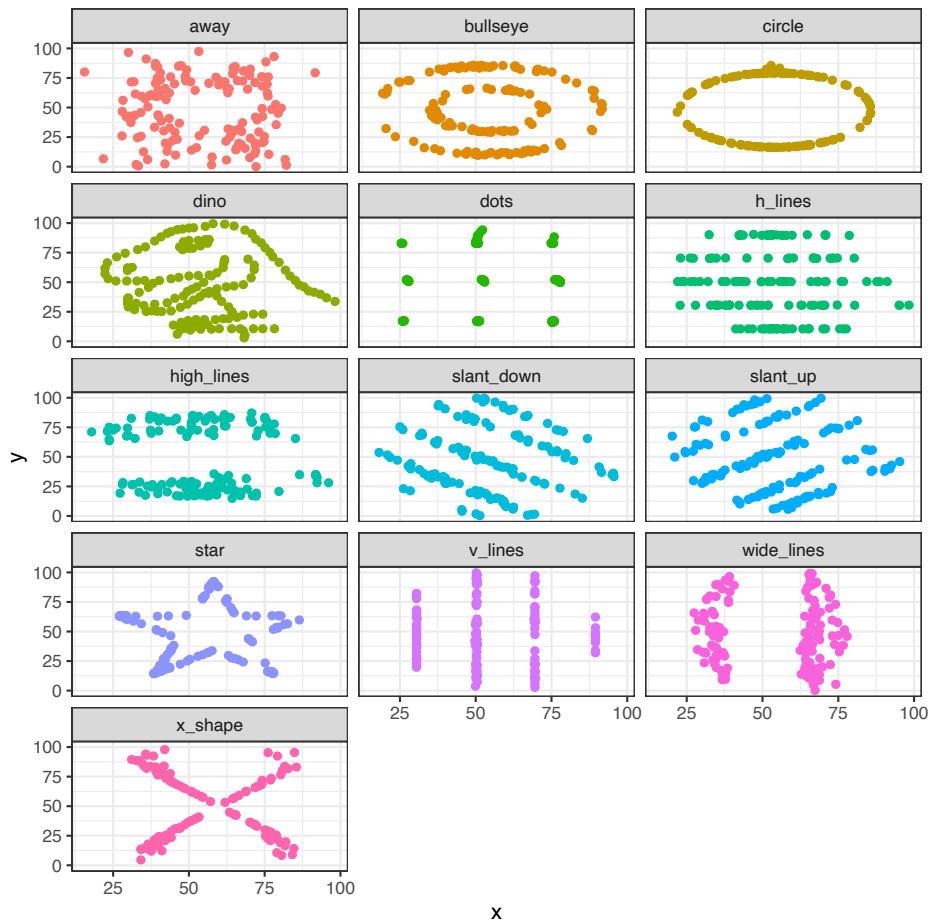 away bullseye circle
100
75
50
25
0
dino dots h_lines
100
75
50
25
0
high_lines slant_down slant_up
100
75
50
25
0
y
star v_lines wide_lines
100
75
50
25
0
25 50 75 100 25 50 75 100
x_shape
100
75
50
25
0
25 50 75 100
x